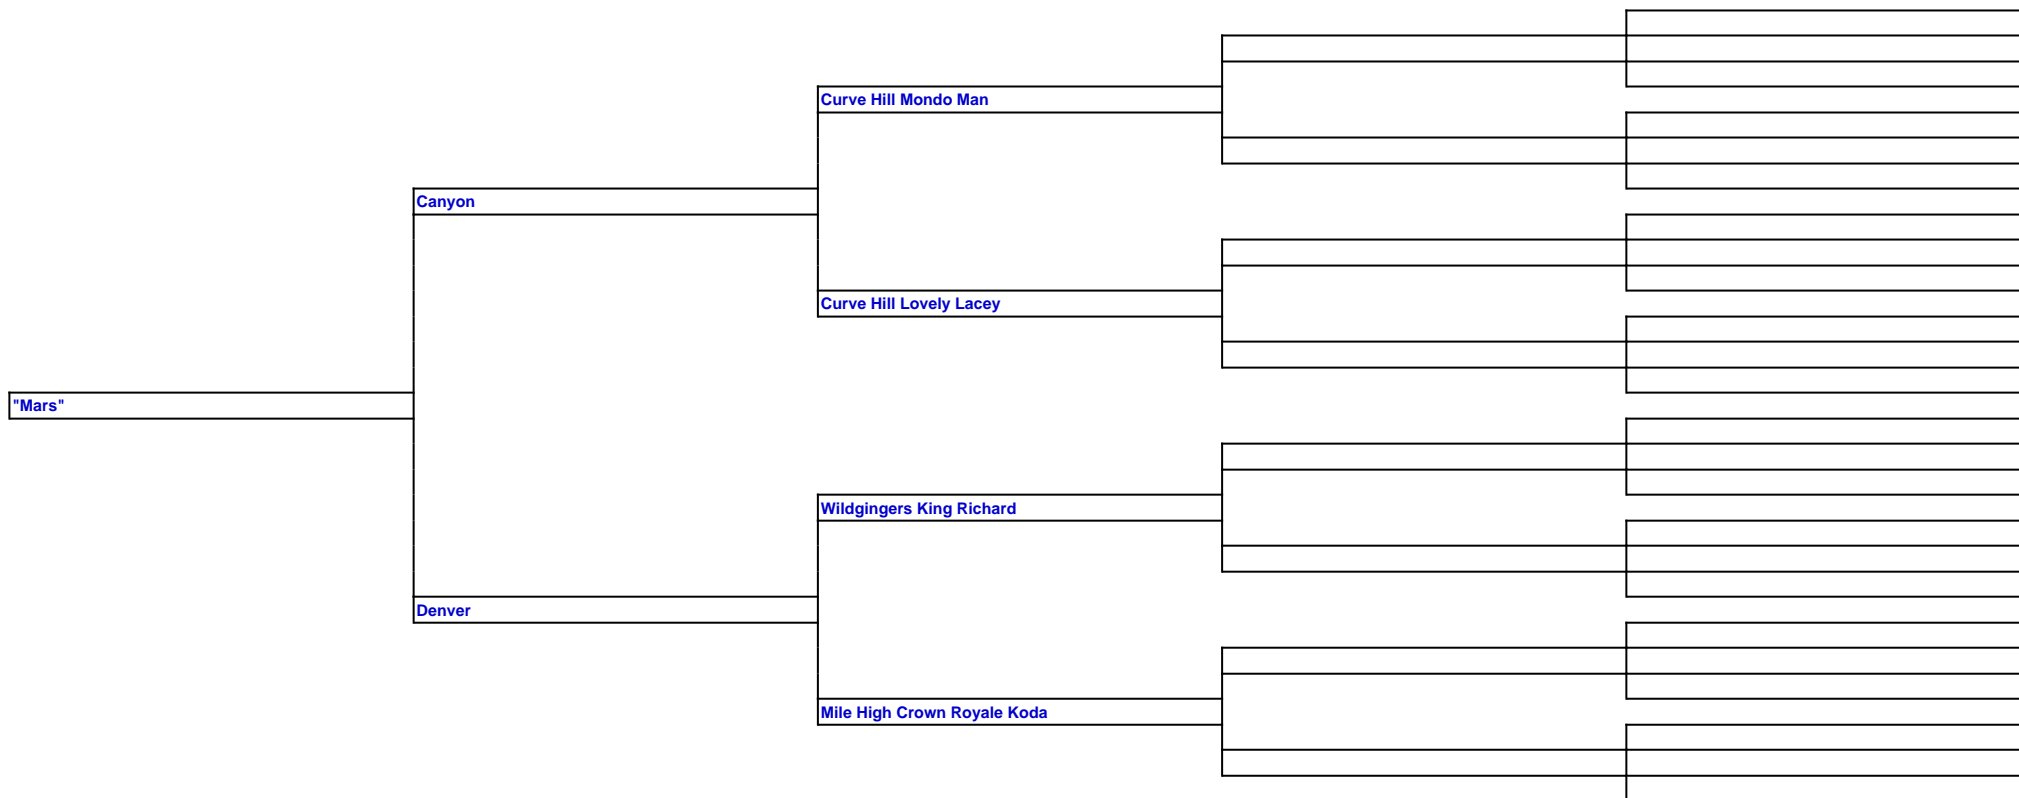 Curve Hill Mondo Man
Canyon
Curve Hill Lovely Lacey
"Mars"
Wildgingers King Richard
Denver
Mile High Crown Royale Koda